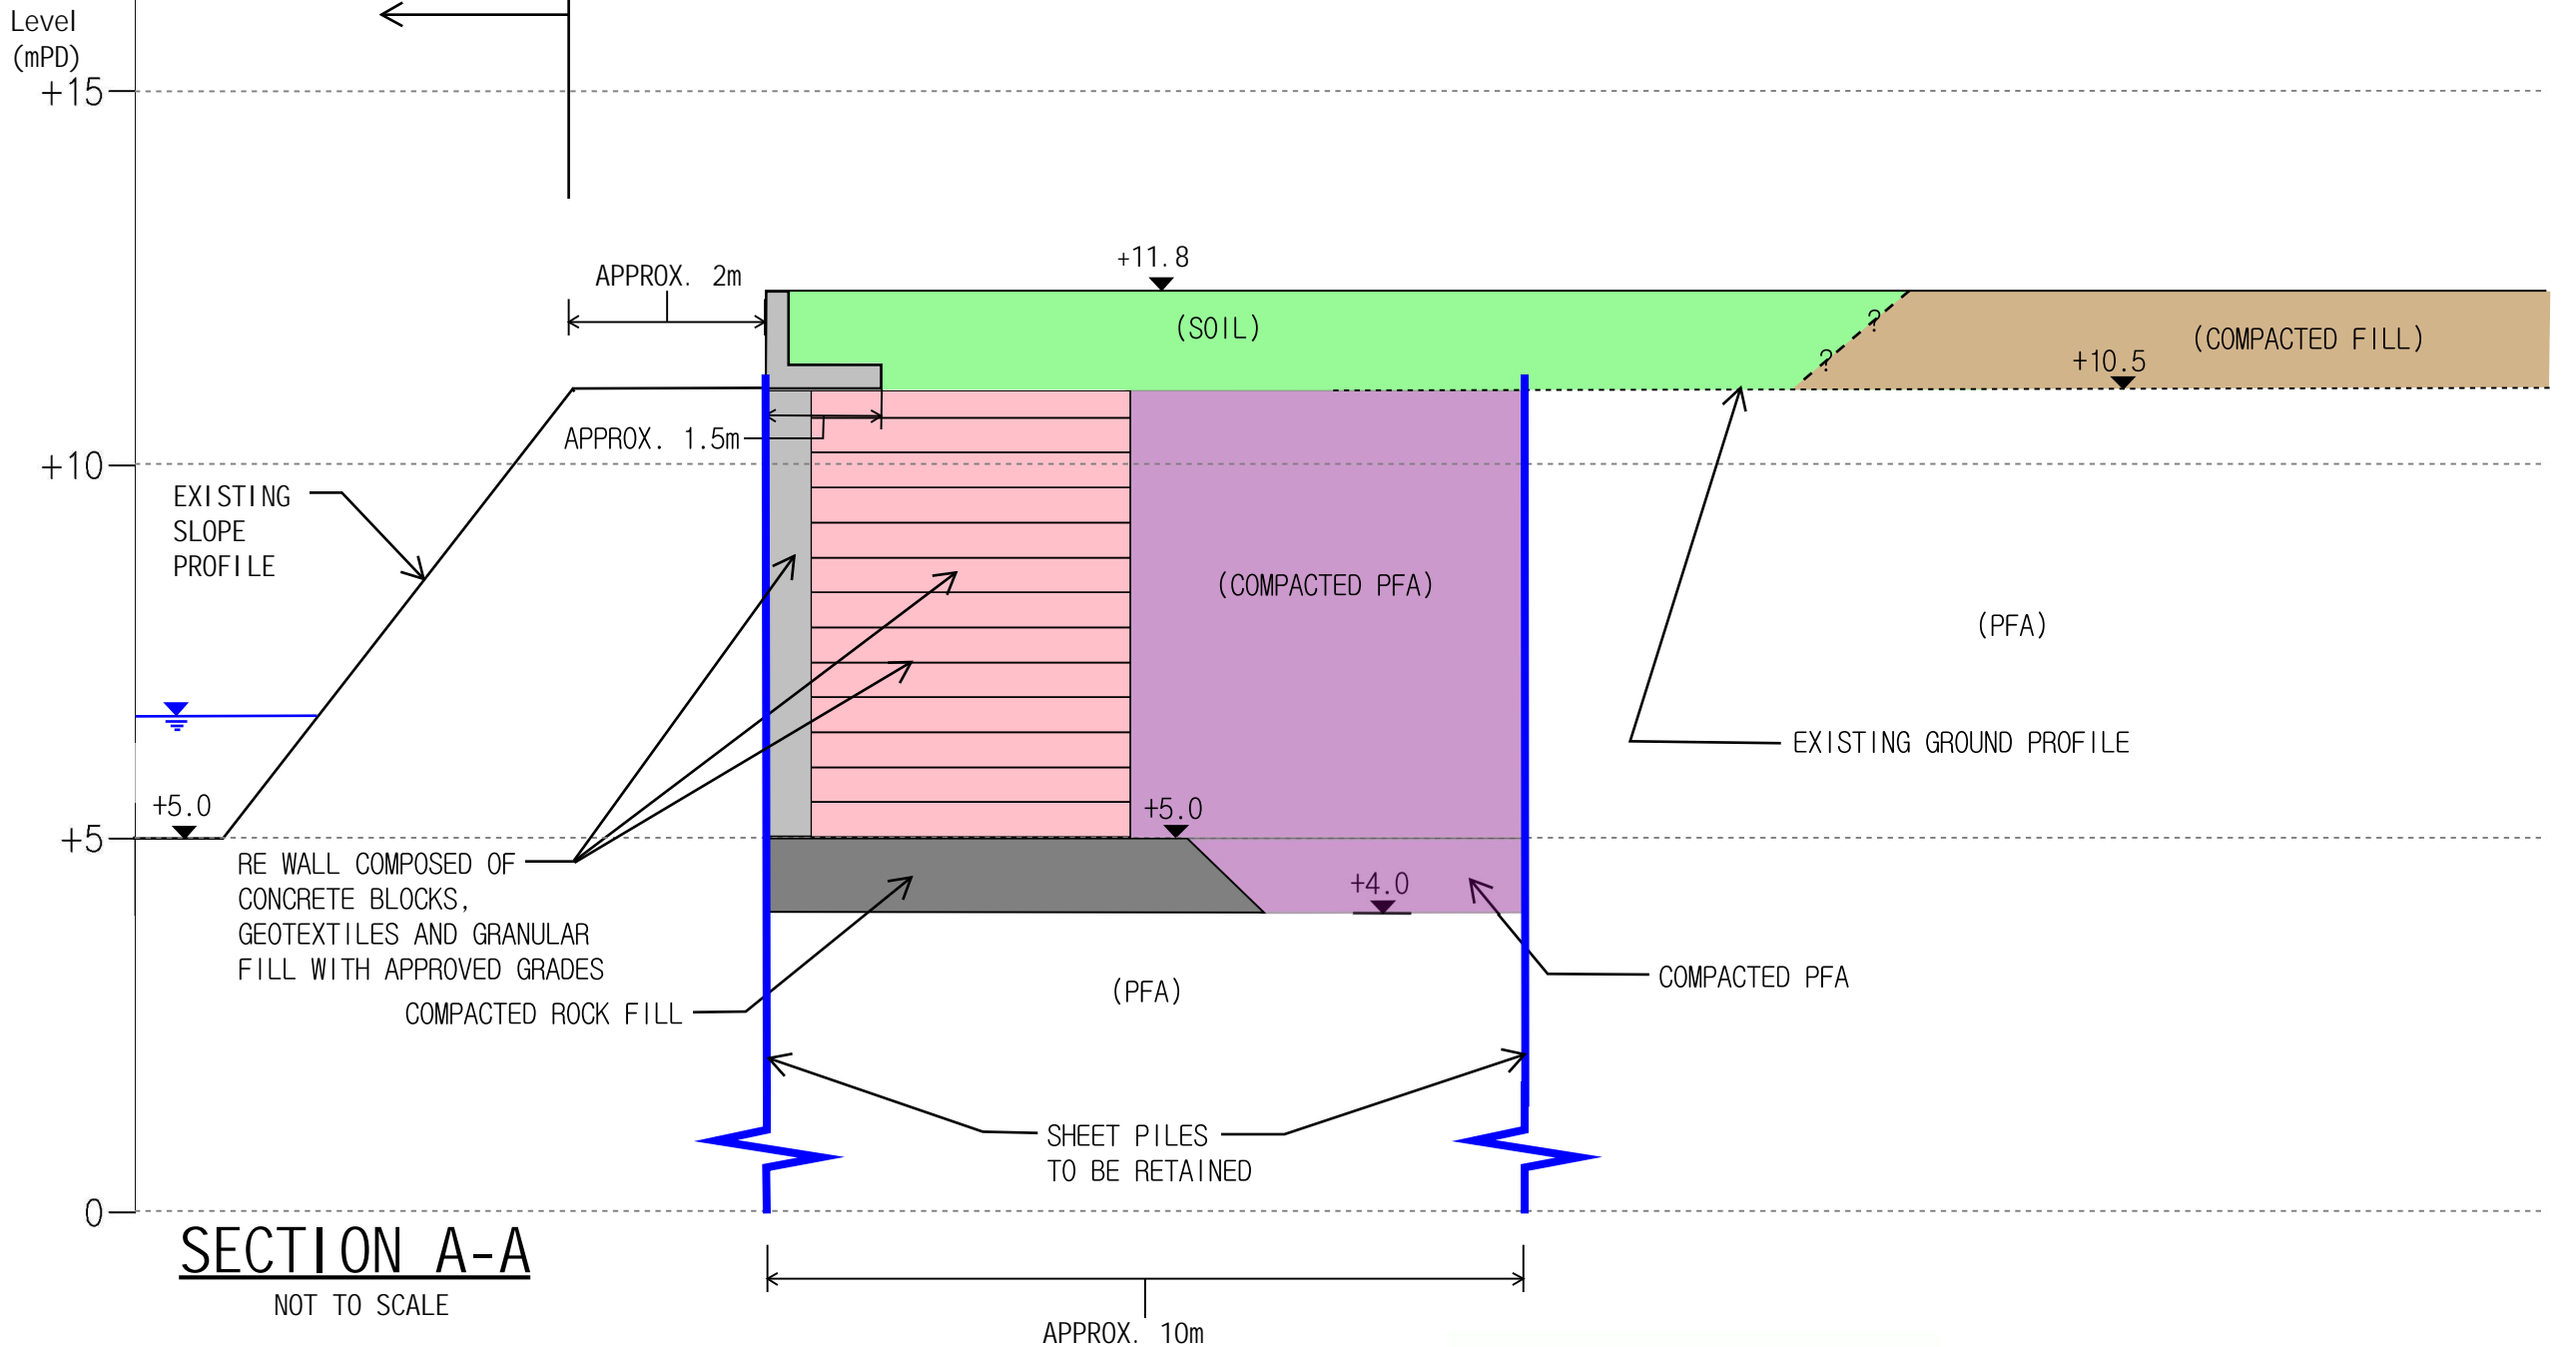 Level
(mPD)
+15
+11.8
APPROX. 2m
(SOIL)
?
?
(COMPACTED FILL)
+10.5
APPROX. 1.5m
+10
EXISTING
SLOPE
PROFILE
(COMPACTED PFA)
(PFA)
EXISTING GROUND PROFILE
+5.0
+5.0
+5
RE WALL COMPOSED OF
CONCRETE BLOCKS,
GEOTEXTILES AND GRANULAR
FILL WITH APPROVED GRADES
+4.0
COMPACTED PFA
(PFA)
COMPACTED ROCK FILL
SHEET PILES
TO BE RETAINED
0
SECTION A-A
NOT TO SCALE
APPROX. 10m